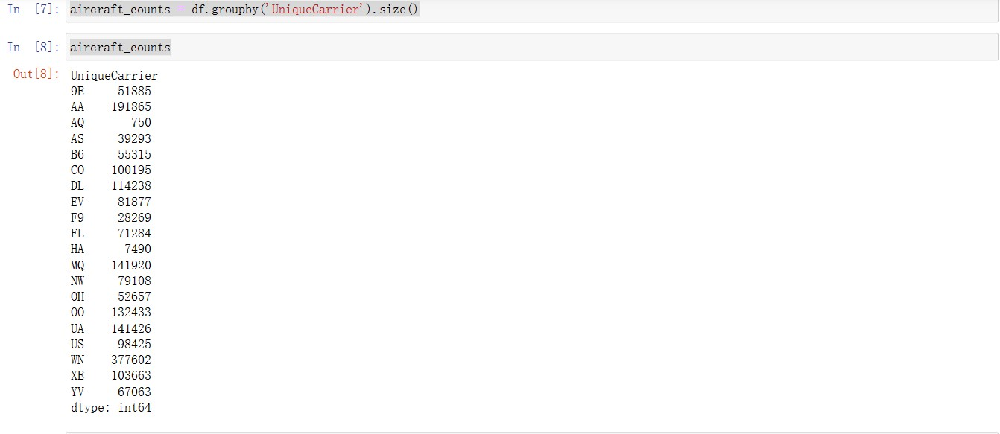 In [7]: aircraft_counts = df.groupby('UniqueCarrier').size()
In [8]: aircraft_counts
Out[8]: UniqueCarrier
9E 51885
AA 191865
AQ 750
AS 39293
B6 55315
CO 100195
DL 114238
EV 81877
F9 28269
FL 71284
HA 7490
MQ 141920
NW 79108
OH 52657
OO 132433
UA 141426
US 98425
WN 377602
XE 103663
YV 67063
dtype: int64